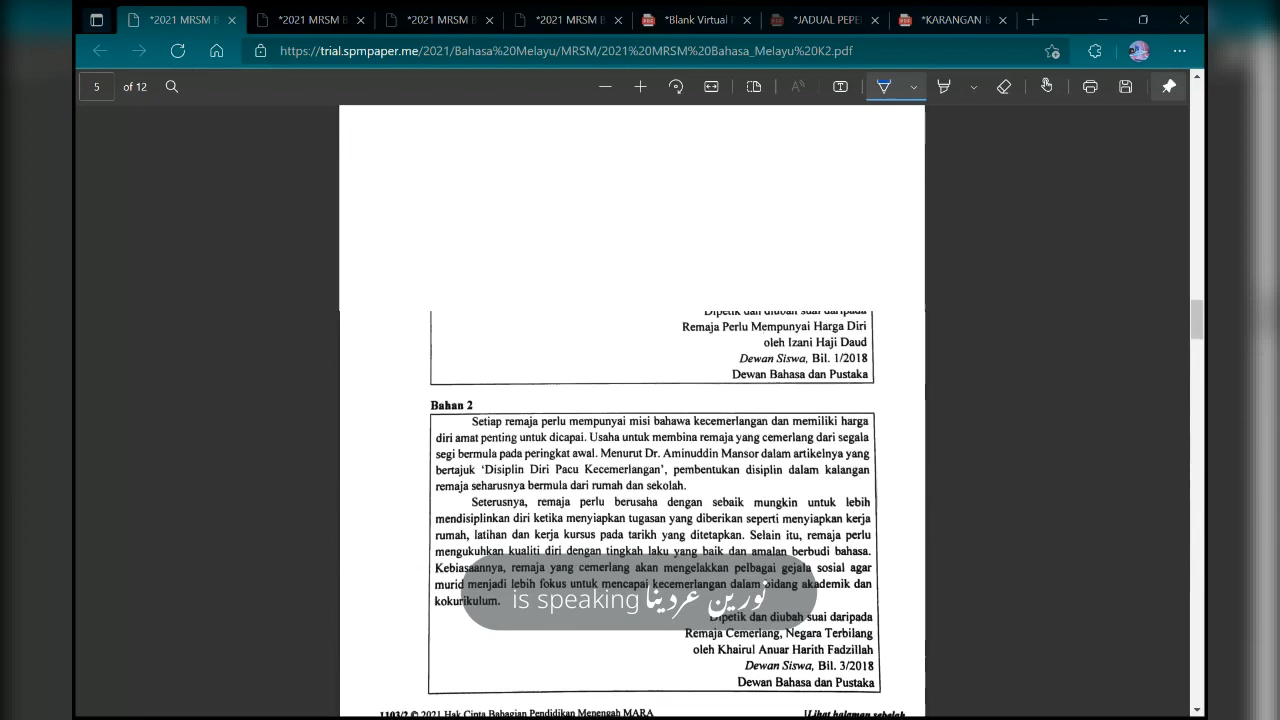 *2021 MRSM B
*2021 MRSM B
*2021 MRSM B
*2021 MRSM B
*Blank Virtual
*JADUAL PEPE
*KARANGAN B
https://trial.spmpaper.me/2021/Bahasa%20Melayu/MRSM/2021%20MRSM%20Bahasa_Melayu%20K2.pdf
5 of 12
Dipetik dan diubah suai daripada
Remaja Perlu Mempunyai Harga Diri
oleh Izani Haji Daud
Dewan Siswa, Bil. 1/2018
Dewan Bahasa dan Pustaka
Bahan 2
Setiap remaja perlu mempunyai misi bahawa kecemerlangan dan memiliki harga
diri amat penting untuk dicapai. Usaha untuk membina remaja yang cemerlang dari segala
segi bermula pada peringkat awal. Menurut Dr. Aminuddin Mansor dalam artikelnya yang
bertajuk ‘Disiplin Diri Pacu Kecemerlangan’, pembentukan disiplin dalam kalangan
remaja seharusnya bermula dari rumah dan sekolah.
Seterusnya, remaja perlu berusaha dengan sebaik mungkin untuk lebih
mendisiplinkan diri ketika menyiapkan tugasan yang diberikan seperti menyiapkan kerja
rumah, latihan dan kerja kursus pada tarikh yang ditetapkan. Selain itu, remaja perlu
mengukuhkan kualiti diri dengan tingkah laku yang baik dan amalan berbudi bahasa.
Kebiasaannya, remaja yang cemerlang akan mengelakkan pelbagai gejala sosial agar
murid menjadi lebih fokus untuk mencapai kecemerlangan dalam bidang akademik dan
kokurikulum.
is speaking نورين عردينا
Dipetik dan diubah suai daripada
Remaja Cemerlang, Negara Terbilang
oleh Khairul Anuar Harith Fadzillah
Dewan Siswa, Bil. 3/2018
Dewan Bahasa dan Pustaka
1103/2 © 2021 Hak Cipta Bahagian Pendidikan Menengah MARA
[Lihat halaman sebelah